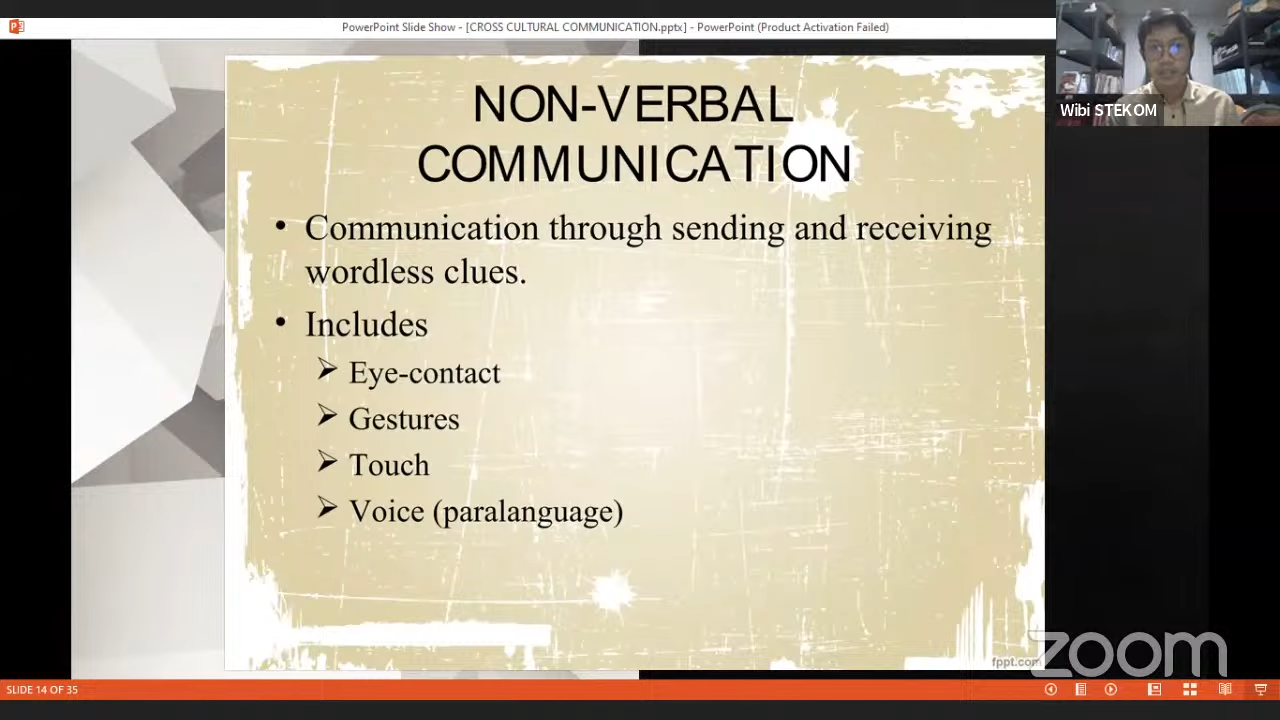 PowerPoint Slide Show - [CROSS CULTURAL COMMUNICATION.pptx] - PowerPoint (Product Activation Failed)
Wibi STEKOM
NON-VERBAL
COMMUNICATION
• Communication through sending and receiving
wordless clues.
• Includes
➢ Eye-contact
➢ Gestures
➢ Touch
➢ Voice (paralanguage)
fppt.com
zoom
SLIDE 14 OF 35